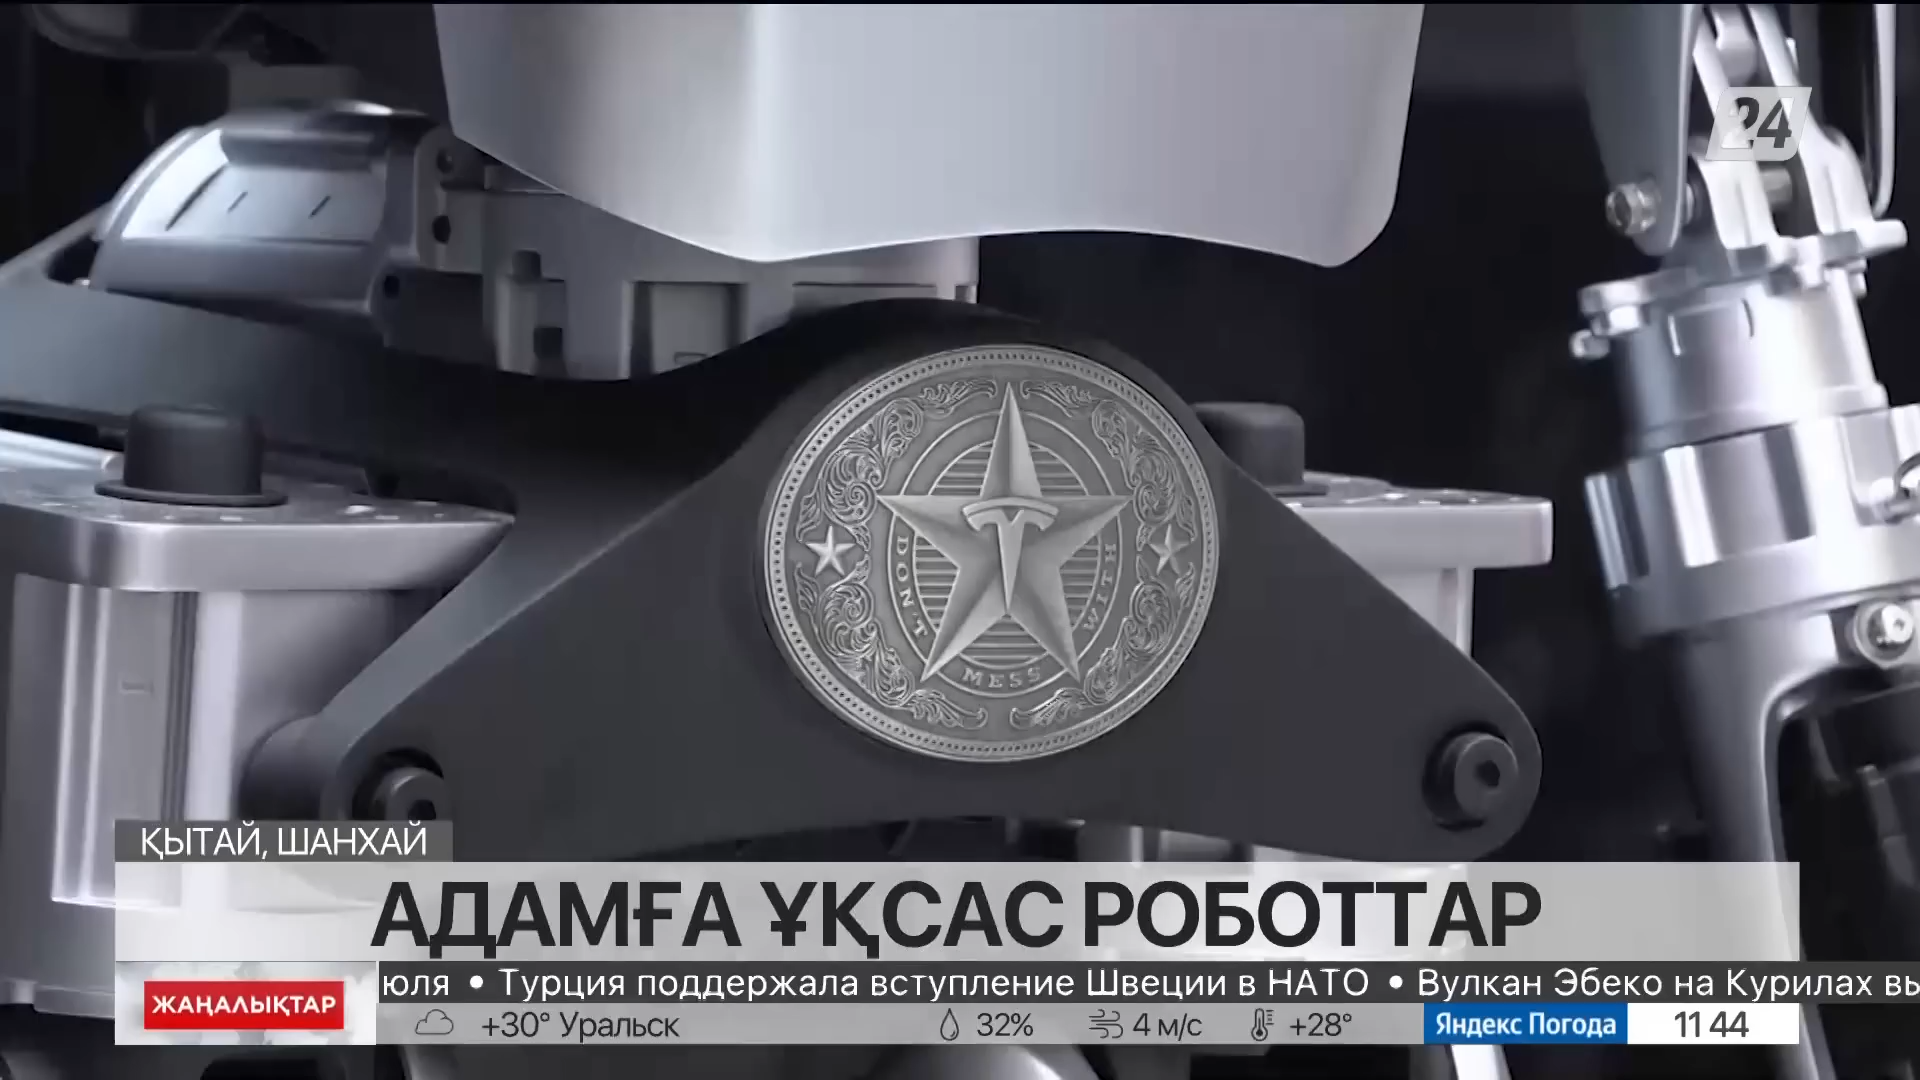 24
DON'T MESS WITH
ҚЫТАЙ, ШАНХАЙ
АДАМҒА ҰҚСАС РОБОТТАР
ЖАҢАЛЫҚТАР
юля • Турция поддержала вступление Швеции в НАТО • Вулкан Эбеко на Курилах вы
+30° Уральск 32% 4 м/с +28° Яндекс Погода 11 44